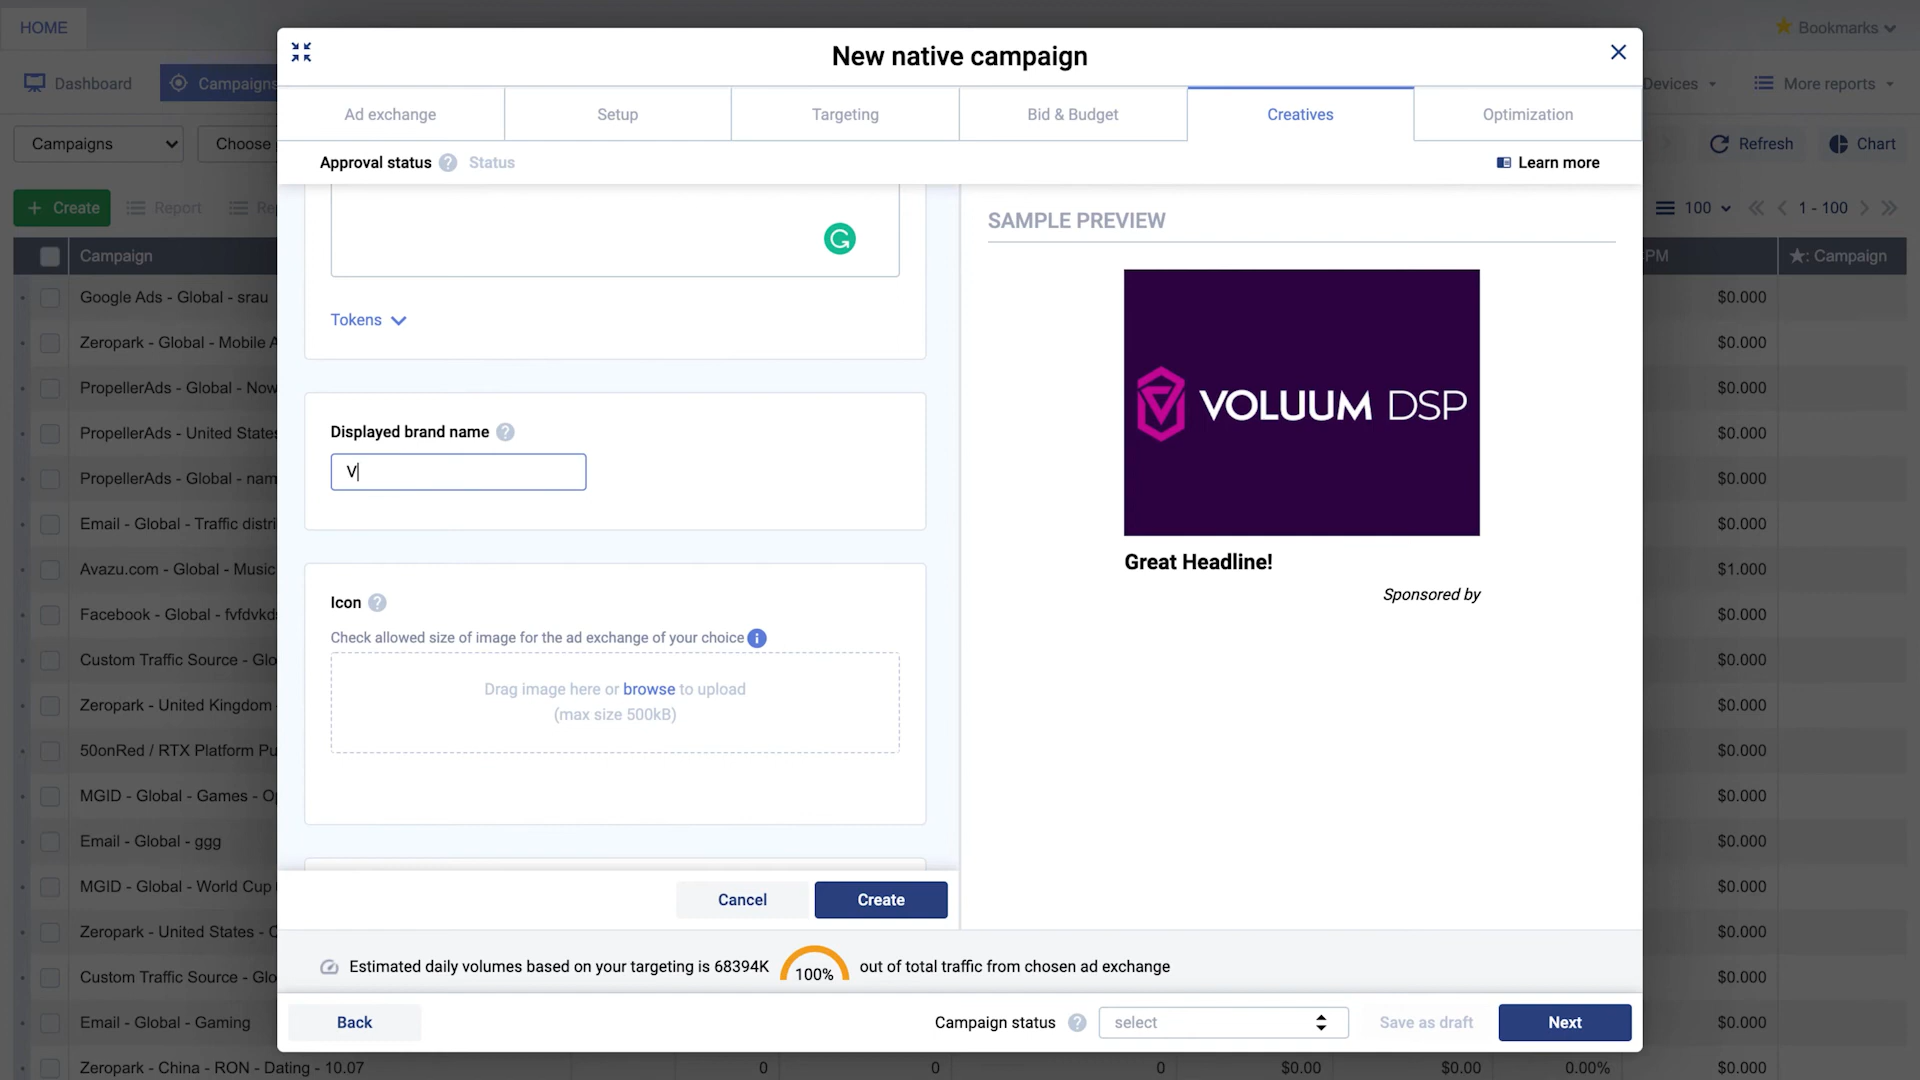 HOME
Bookmarks
Dashboard
Campaigns
Devices
More reports
Campaigns
Choose
Refresh
Chart
+ Create
Report
100
1 - 100
Campaign
★: Campaign
Google Ads - Global - srau
$0.000
Zeropark - Global - Mobile
$0.000
PropellerAds - Global - Now
$0.000
PropellerAds - United States
$0.000
PropellerAds - Global - nam
$0.000
Email - Global - Traffic distri
$0.000
Avazu.com - Global - Music
$1.000
Facebook - Global - fvfdvkds
$0.000
Custom Traffic Source - Glo
$0.000
Zeropark - United Kingdom
$0.000
50onRed / RTX Platform Pu
$0.000
MGID - Global - Games - Op
$0.000
Email - Global - ggg
$0.000
MGID - Global - World Cup
$0.000
Zeropark - United States -
$0.000
Custom Traffic Source - Glo
$0.000
Email - Global - Gaming
$0.000
Zeropark - China - RON - Dating - 10.07
0
0
0
$0.00
$0.00
0.00%
$0.000
New native campaign
Ad exchange
Setup
Targeting
Bid & Budget
Creatives
Optimization
Approval status ? Status
Learn more
Tokens
Displayed brand name ?
V
Icon ?
Check allowed size of image for the ad exchange of your choice i
Drag image here or browse to upload
(max size 500kB)
Cancel
Create
SAMPLE PREVIEW
VOLUUM DSP
Great Headline!
Sponsored by
Estimated daily volumes based on your targeting is 68394K 100% out of total traffic from chosen ad exchange
Back
Campaign status ?
select
Save as draft
Next